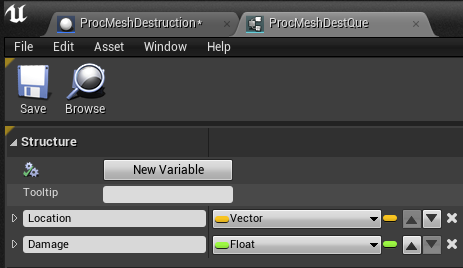 ProcMeshDestruction*
ProcMeshDestQue
File Edit Asset Window Help
Save Browse
Structure
New Variable
Tooltip
Location Vector
Damage Float